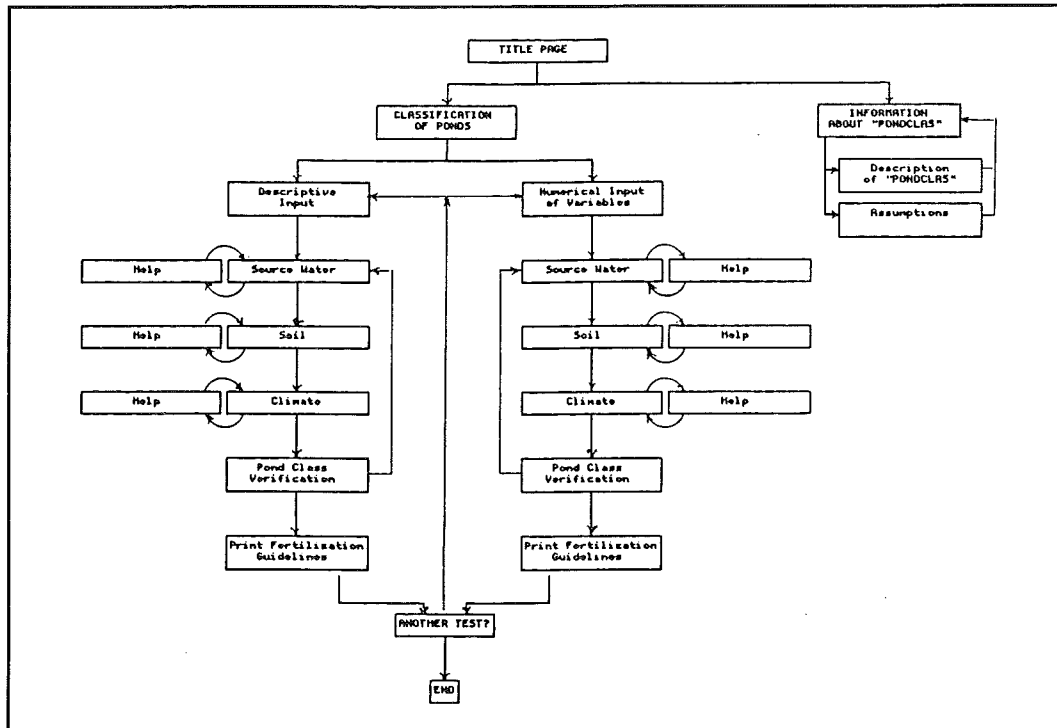 TITLE PAGE
CLASSIFICATION
OF PONDS
INFORMATION
ABOUT "PONDCLAS"
Description
of "PONDCLAS"
Assumptions
Descriptive
Input
Numerical Input
of Variables
Help
Source Water
Source Water
Help
Help
Soil
Soil
Help
Help
Climate
Climate
Help
Pond Class
Verification
Pond Class
Verification
Print Fertilization
Guidelines
Print Fertilization
Guidelines
ANOTHER TEST?
END